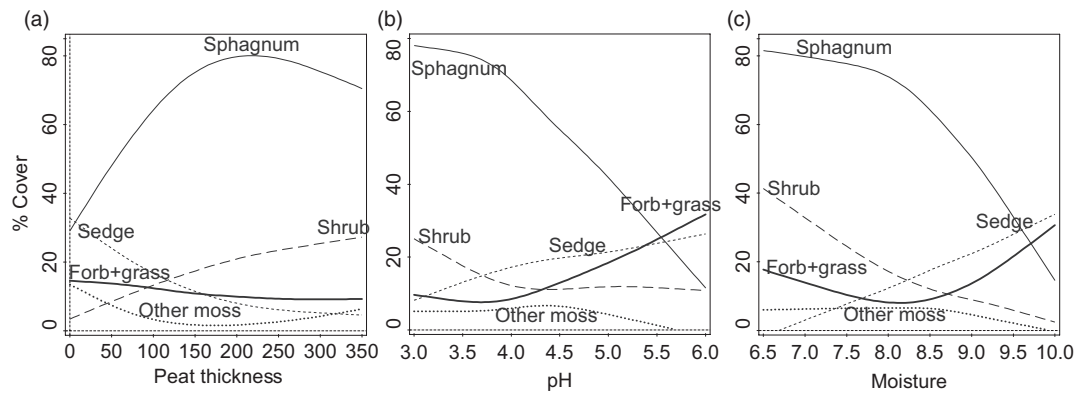 (a)
% Cover
80
60
40
20
0
Sphagnum
Sedge
Shrub
Forb+grass
Other moss
0 50 100 150 200 250 300 350
Peat thickness
(b)
80
60
40
20
0
Sphagnum
Forb+grass
Shrub
Sedge
Other moss
3.0 3.5 4.0 4.5 5.0 5.5 6.0
pH
(c)
80
60
40
20
0
Sphagnum
Shrub
Sedge
Forb+grass
Other moss
6.5 7.0 7.5 8.0 8.5 9.0 9.5 10.0
Moisture